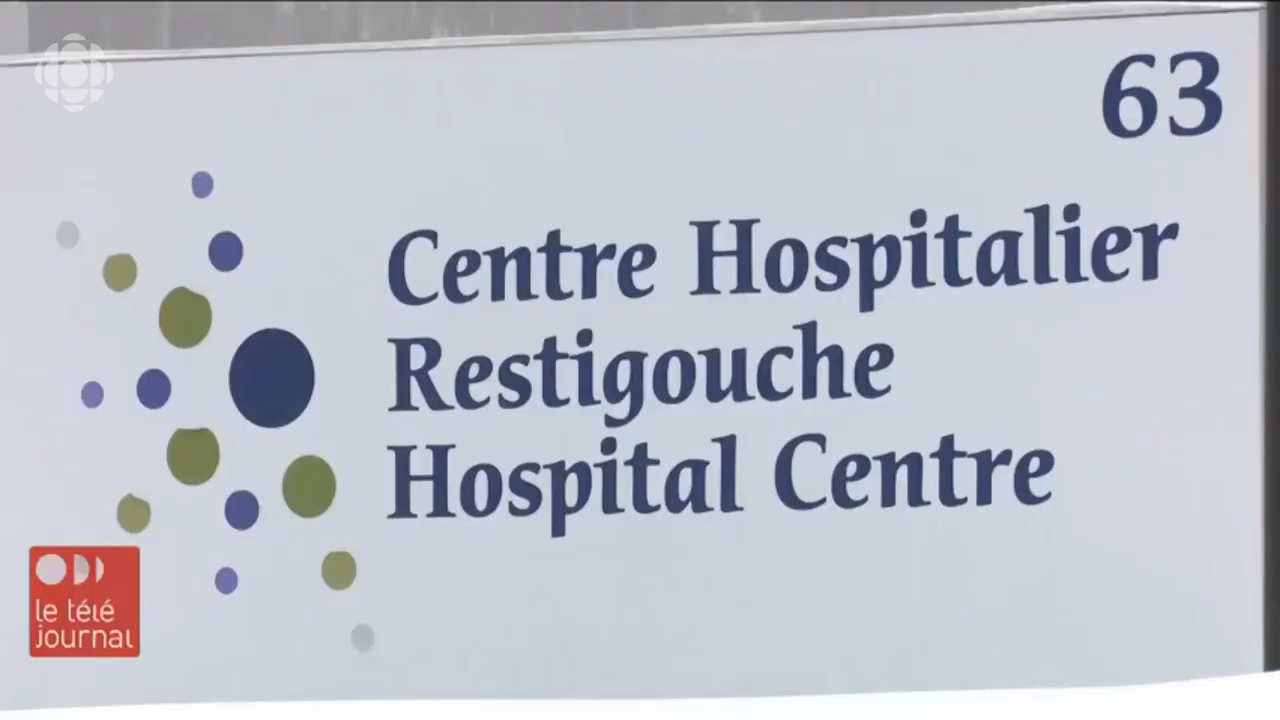 63
Centre Hospitalier
Restigouche
Hospital Centre
le télé
journal